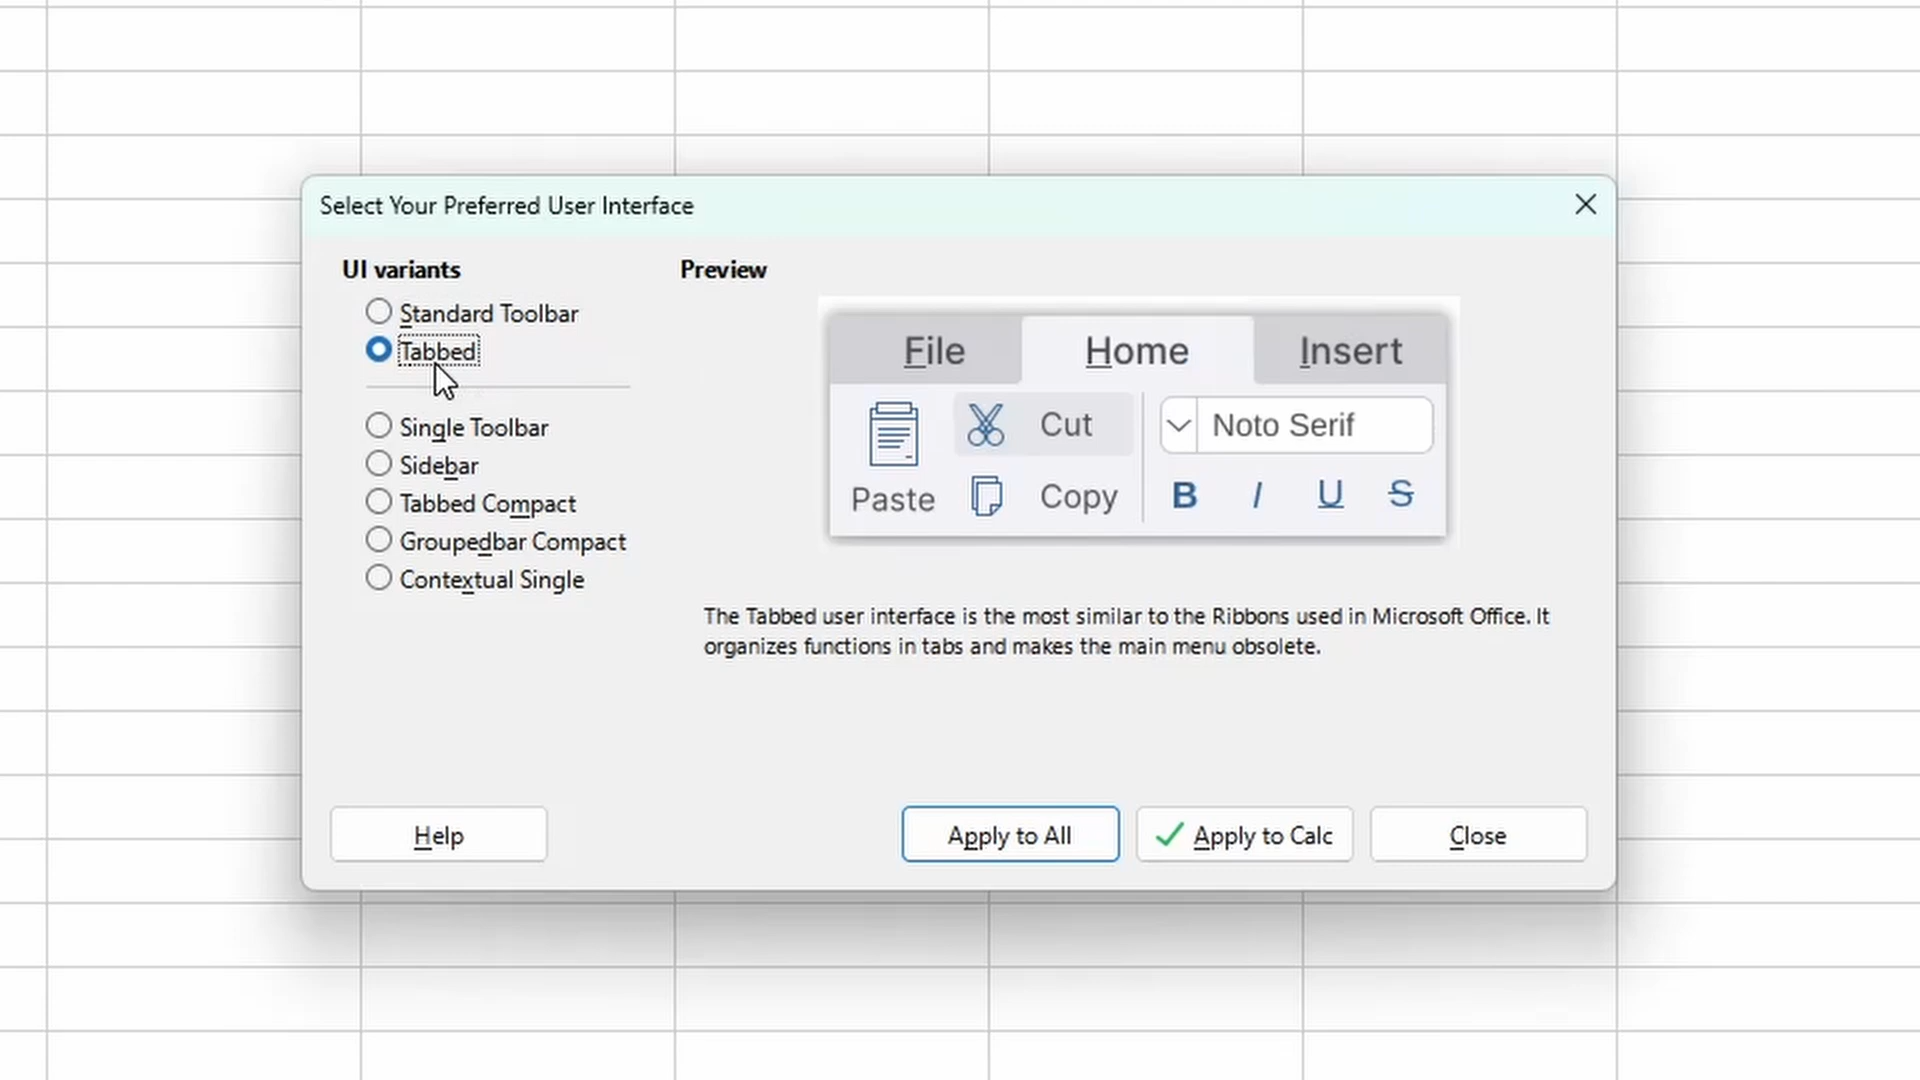 Select Your Preferred User Interface
UI variants
Standard Toolbar
Tabbed
Single Toolbar
Sidebar
Tabbed Compact
Groupedbar Compact
Contextual Single
Preview
File
Home
Insert
Paste
Cut
Copy
Noto Serif
B I U S
The Tabbed user interface is the most similar to the Ribbons used in Microsoft Office. It
organizes functions in tabs and makes the main menu obsolete.
Help
Apply to All
Apply to Calc
Close